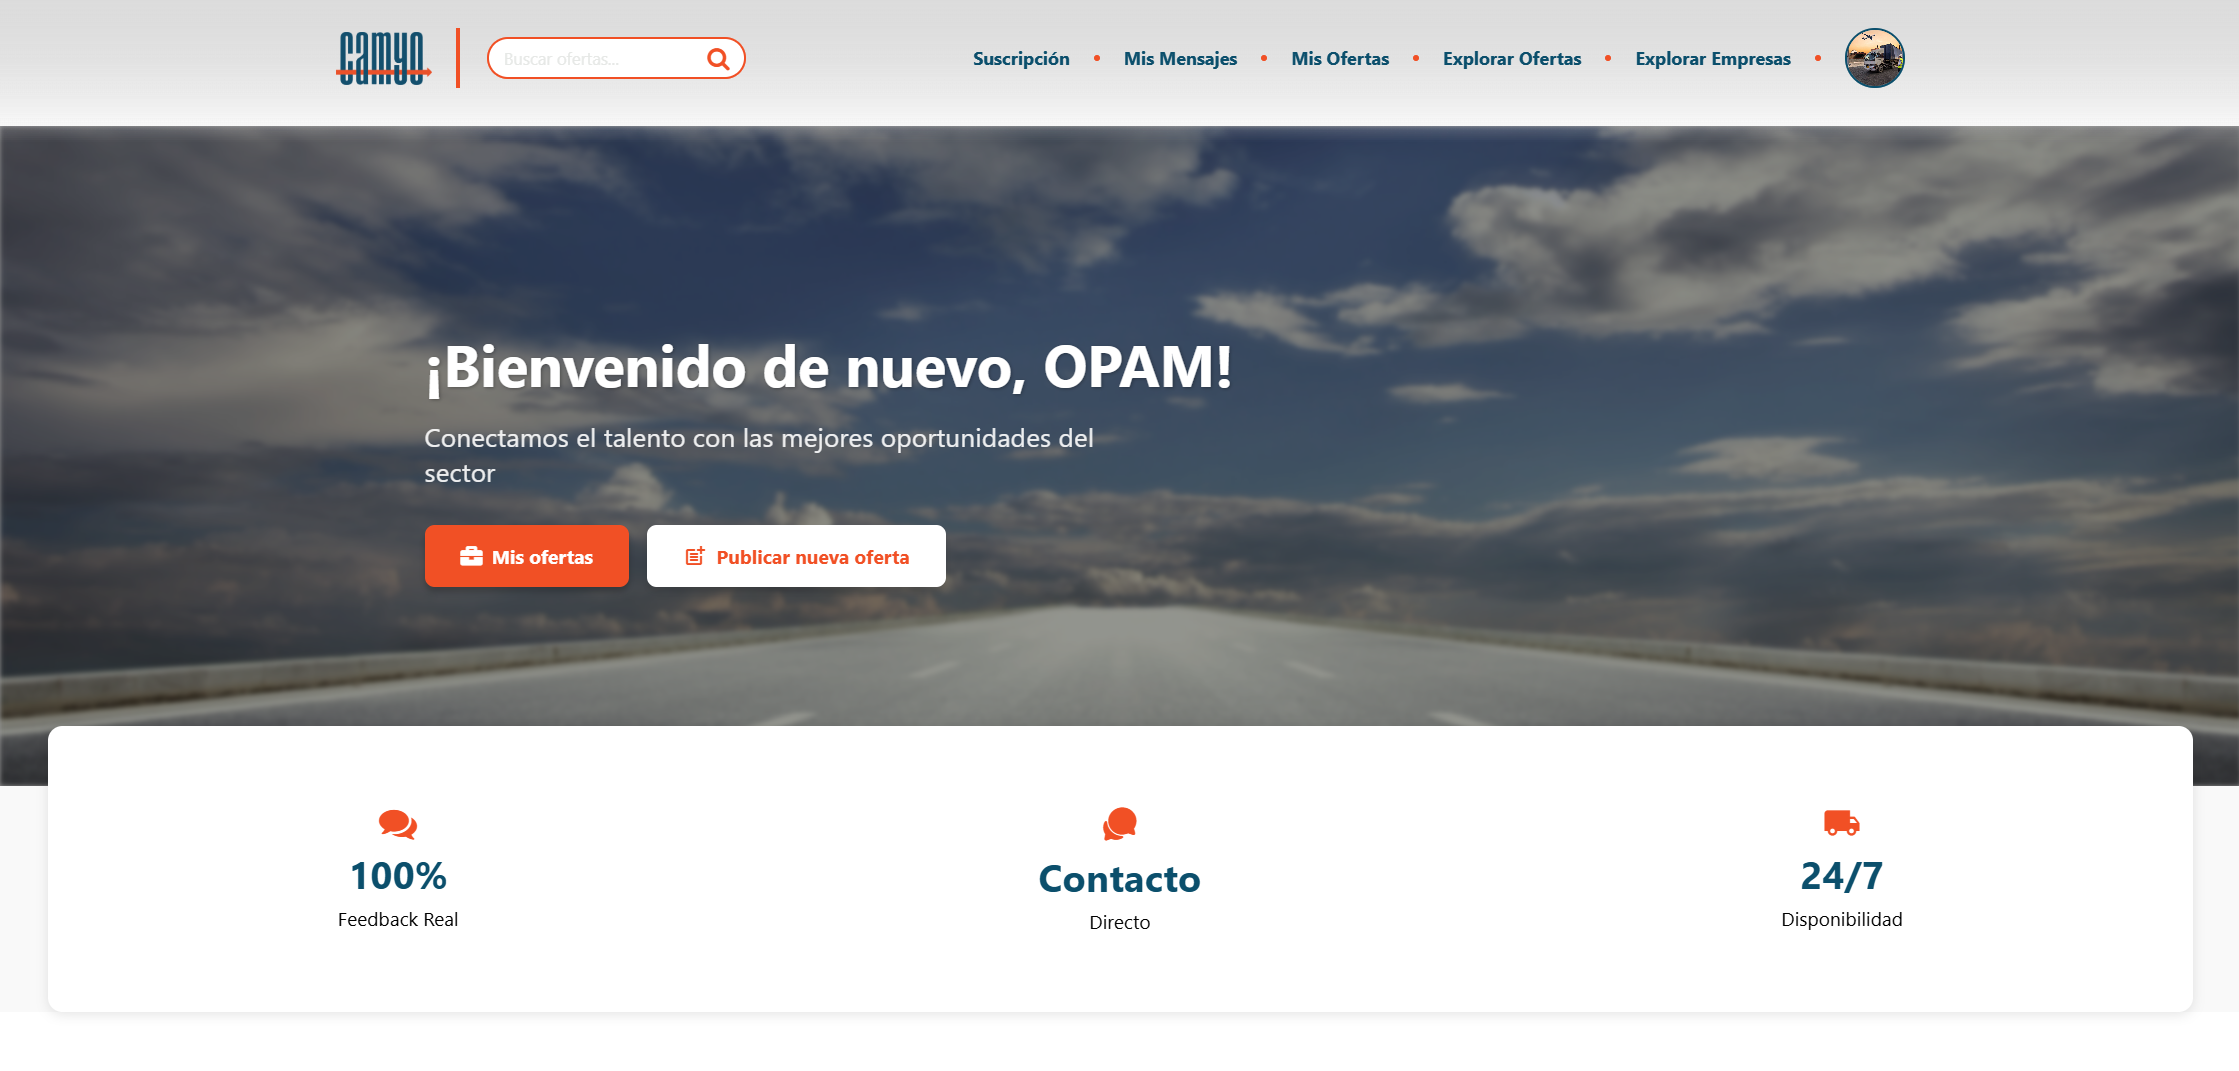 camyo
Buscar ofertas...
Suscripción
Mis Mensajes
Mis Ofertas
Explorar Ofertas
Explorar Empresas
¡Bienvenido de nuevo, OPAM!
Conectamos el talento con las mejores oportunidades del
sector
Mis ofertas
Publicar nueva oferta
100%
Feedback Real
Contacto
Directo
24/7
Disponibilidad